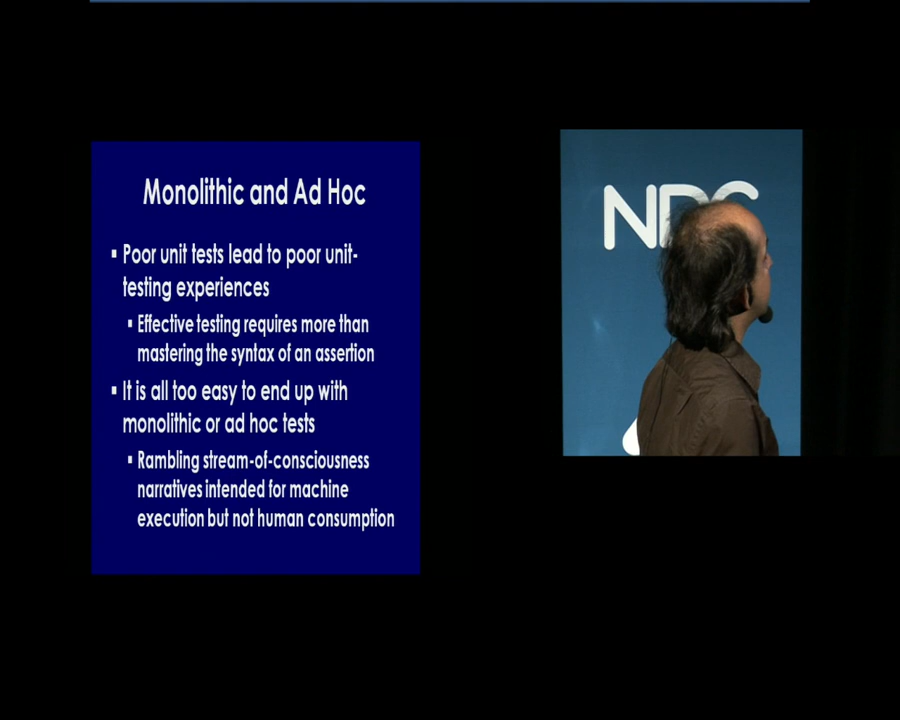 Monolithic and Ad Hoc
▪ Poor unit tests lead to poor unit-
testing experiences
▪ Effective testing requires more than
mastering the syntax of an assertion
▪ It is all too easy to end up with
monolithic or ad hoc tests
▪ Rambling stream-of-consciousness
narratives intended for machine
execution but not human consumption
NDC